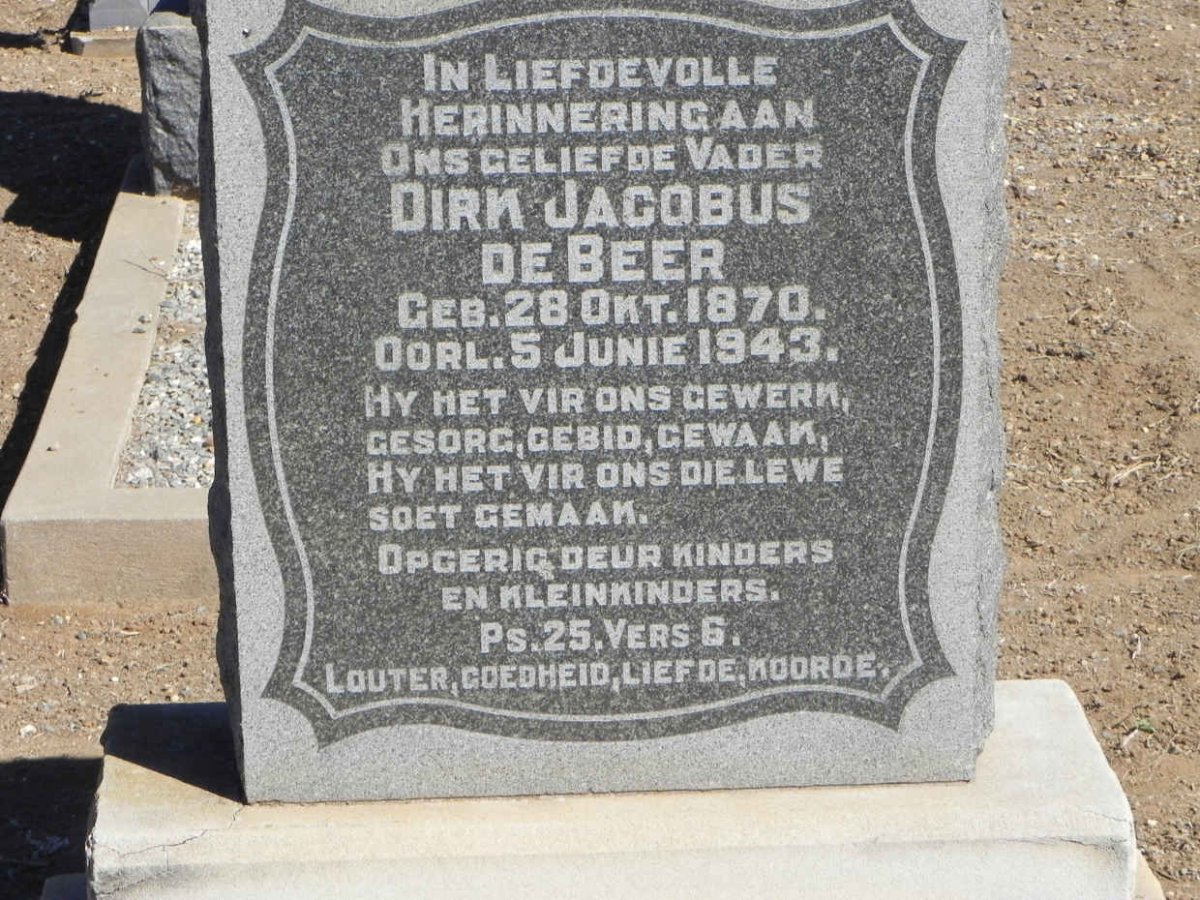 IN LIEFDEVOLLE
HERINNERING AAN
ONS GELIEFDE VADER
DIRK JACOBUS
DE BEER
GEB. 28 OKT. 1870.
OORL. 5 JUNIE 1943.
HY HET VIR ONS GEWERK,
GESORG, GEBID, GEWAAK,
HY HET VIR ONS DIE LEWE
SOET GEMAAK.
OPGERIG DEUR KINDERS
EN KLEINKINDERS.
PS. 25. VERS 6.
LOUTER, GOEDHEID, LIEFDE, KOORDE.